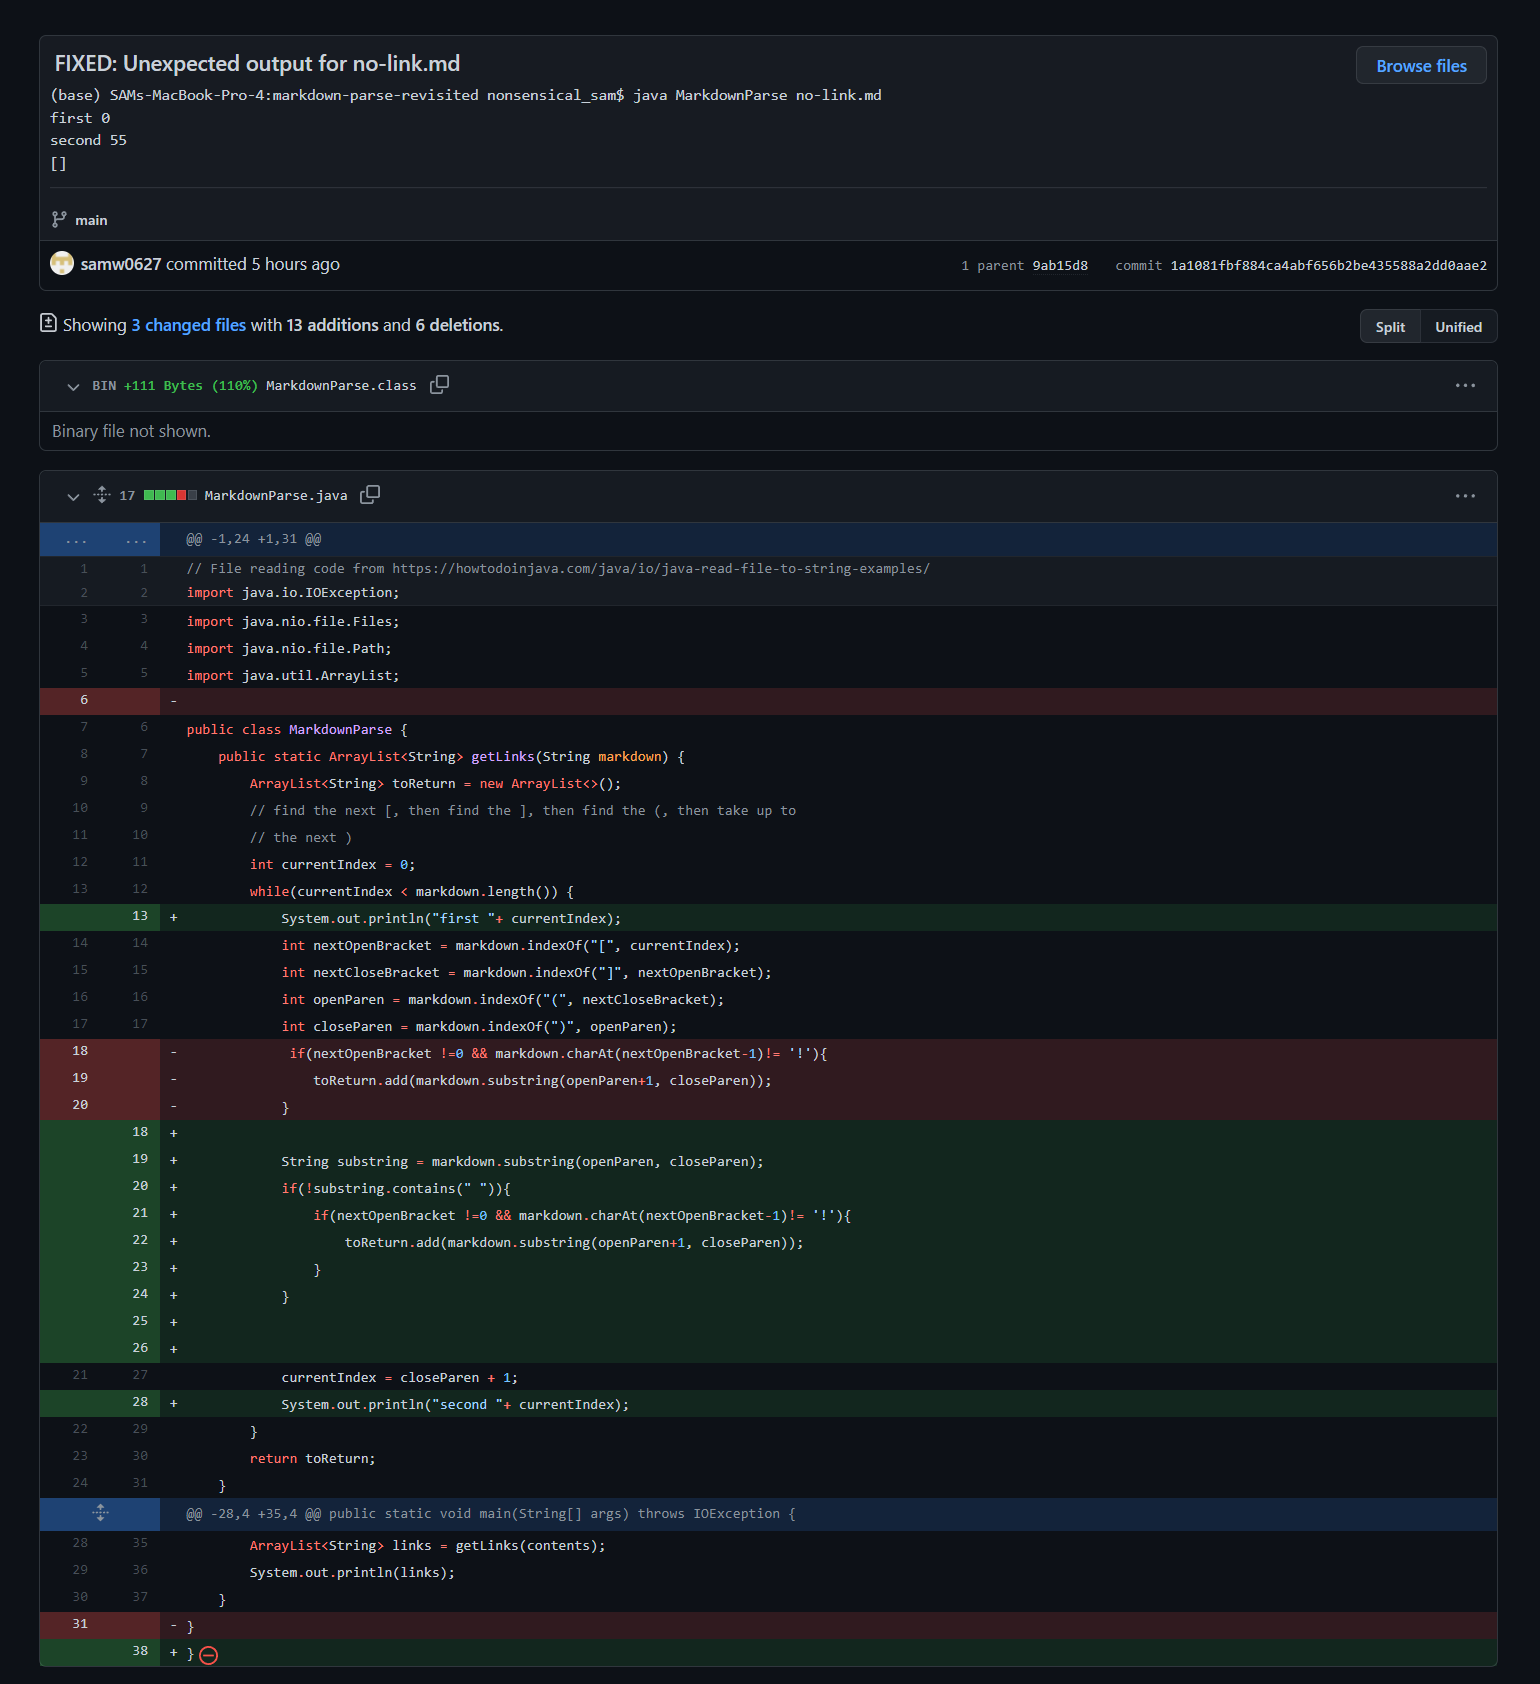 FIXED: Unexpected output for no-link.md
Browse files
(base) SAMs-MacBook-Pro-4:markdown-parse-revisited nonsensical_sam$ java MarkdownParse no-link.md
first 0
second 55
[]
main
samw0627 committed 5 hours ago
1 parent 9ab15d8 commit 1a1081fbf884ca4abf656b2be435588a2dd0aae2
Showing 3 changed files with 13 additions and 6 deletions.
Split Unified
BIN +111 Bytes (110%) MarkdownParse.class
Binary file not shown.
17 MarkdownParse.java
... ... @@ -1,24 +1,31 @@
1 1 // File reading code from https://howtodoinjava.com/java/io/java-read-file-to-string-examples/
2 2 import java.io.IOException;
3 3 import java.nio.file.Files;
4 4 import java.nio.file.Path;
5 5 import java.util.ArrayList;
6 -
7 6 public class MarkdownParse {
8 7 public static ArrayList<String> getLinks(String markdown) {
9 8 ArrayList<String> toReturn = new ArrayList<>();
10 9 // find the next [, then find the ], then find the (, then take up to
11 10 // the next )
12 11 int currentIndex = 0;
13 12 while(currentIndex < markdown.length()) {
13 + System.out.println("first "+ currentIndex);
14 14 int nextOpenBracket = markdown.indexOf("[", currentIndex);
15 15 int nextCloseBracket = markdown.indexOf("]", nextOpenBracket);
16 16 int openParen = markdown.indexOf("(", nextCloseBracket);
17 17 int closeParen = markdown.indexOf(")", openParen);
18 - if(nextOpenBracket !=0 && markdown.charAt(nextOpenBracket-1)!= '!'){
19 - toReturn.add(markdown.substring(openParen+1, closeParen));
20 - }
18 +
19 + String substring = markdown.substring(openParen, closeParen);
20 + if(!substring.contains(" ")){
21 + if(nextOpenBracket !=0 && markdown.charAt(nextOpenBracket-1)!= '!'){
22 + toReturn.add(markdown.substring(openParen+1, closeParen));
23 + }
24 + }
25 +
26 +
21 27 currentIndex = closeParen + 1;
28 + System.out.println("second "+ currentIndex);
22 29 }
23 30 return toReturn;
24 31 }
@@ -28,4 +35,4 @@ public static void main(String[] args) throws IOException {
28 35 ArrayList<String> links = getLinks(contents);
29 36 System.out.println(links);
30 37 }
31 - }
38 + }